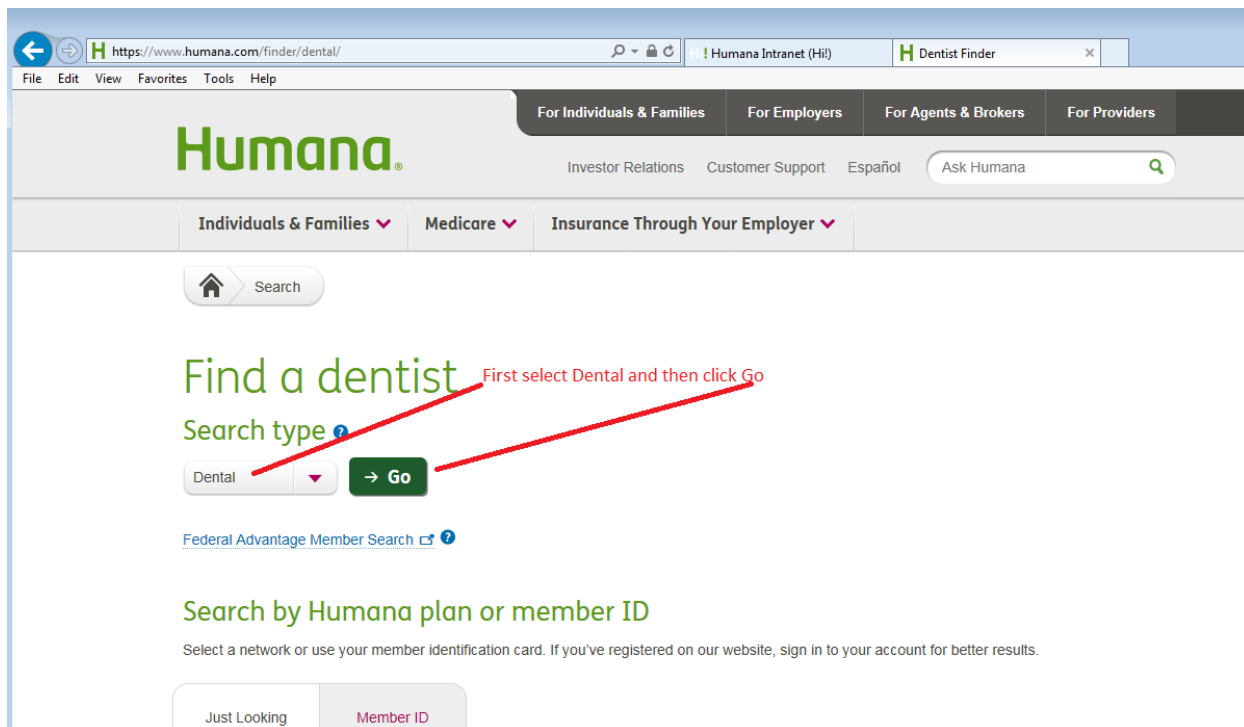 https://www.humana.com/finder/dental/
! Humana Intranet (Hi!)
Dentist Finder
File Edit View Favorites Tools Help
For Individuals & Families For Employers For Agents & Brokers For Providers
Humana®
Investor Relations Customer Support Español Ask Humana
Individuals & Families Medicare Insurance Through Your Employer
Search
Find a dentist
First select Dental and then click Go
Search type ?
Dental → Go
Federal Advantage Member Search ?
Search by Humana plan or member ID
Select a network or use your member identification card. If you've registered on our website, sign in to your account for better results.
Just Looking Member ID